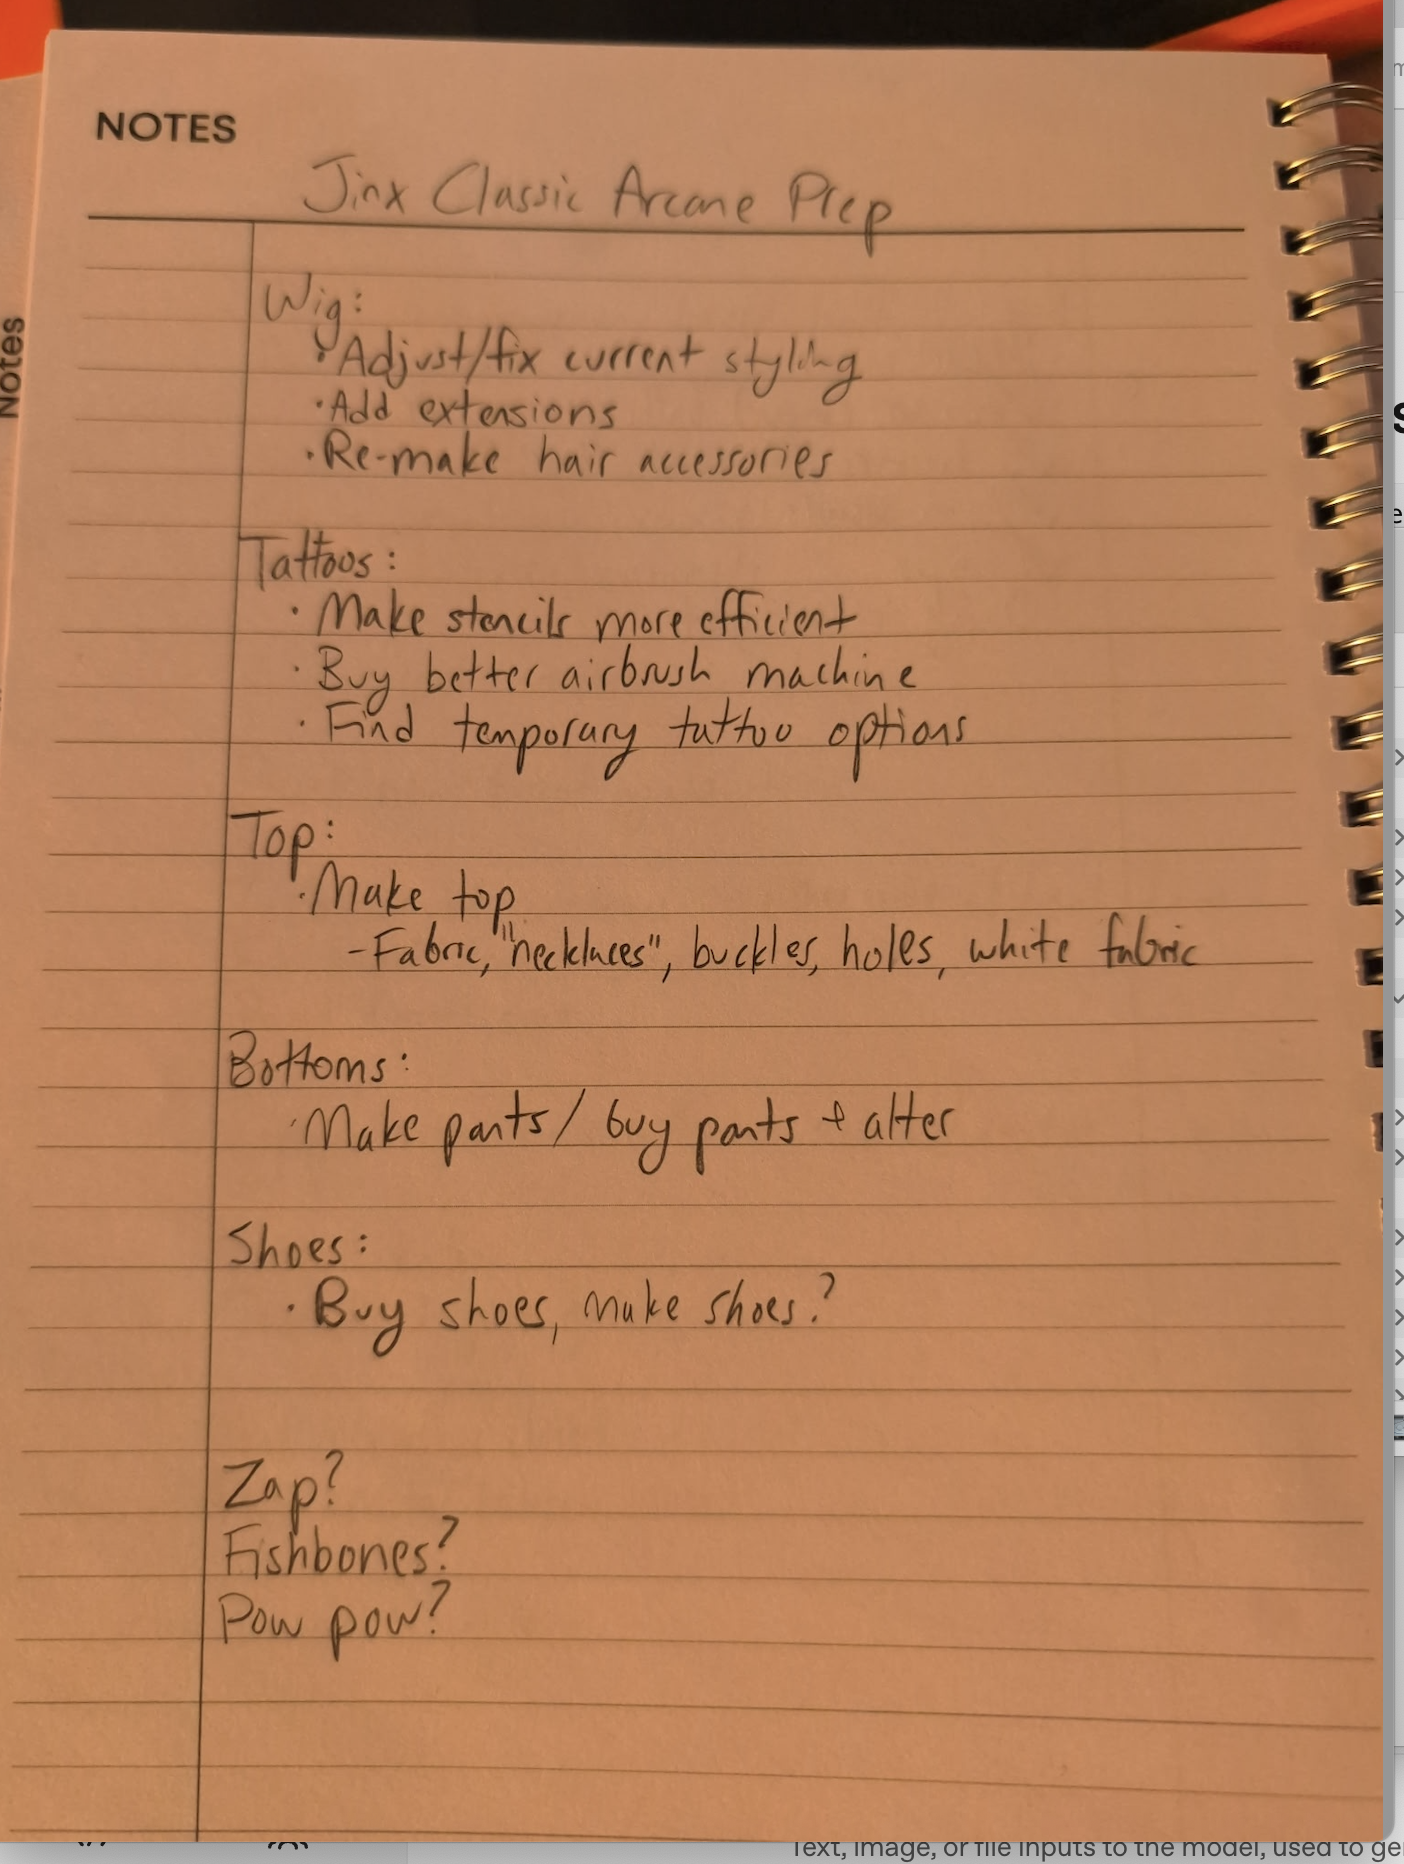 NOTES
Jinx Classic Arcane Prep
Notes
Wig:
· Adjust/fix current styling
· Add extensions
· Re-make hair accessories
Tattoos:
· Make stencils more efficient
· Buy better airbrush machine
· Find temporary tattoo options
Top:
· Make top
- Fabric, "necklaces", buckles, holes, white fabric
Bottoms:
· Make pants / buy pants + alter
Shoes:
· Buy shoes, make shoes?
Zap?
Fishbones?
Pow pow?
Text, image, or file inputs to the model, used to